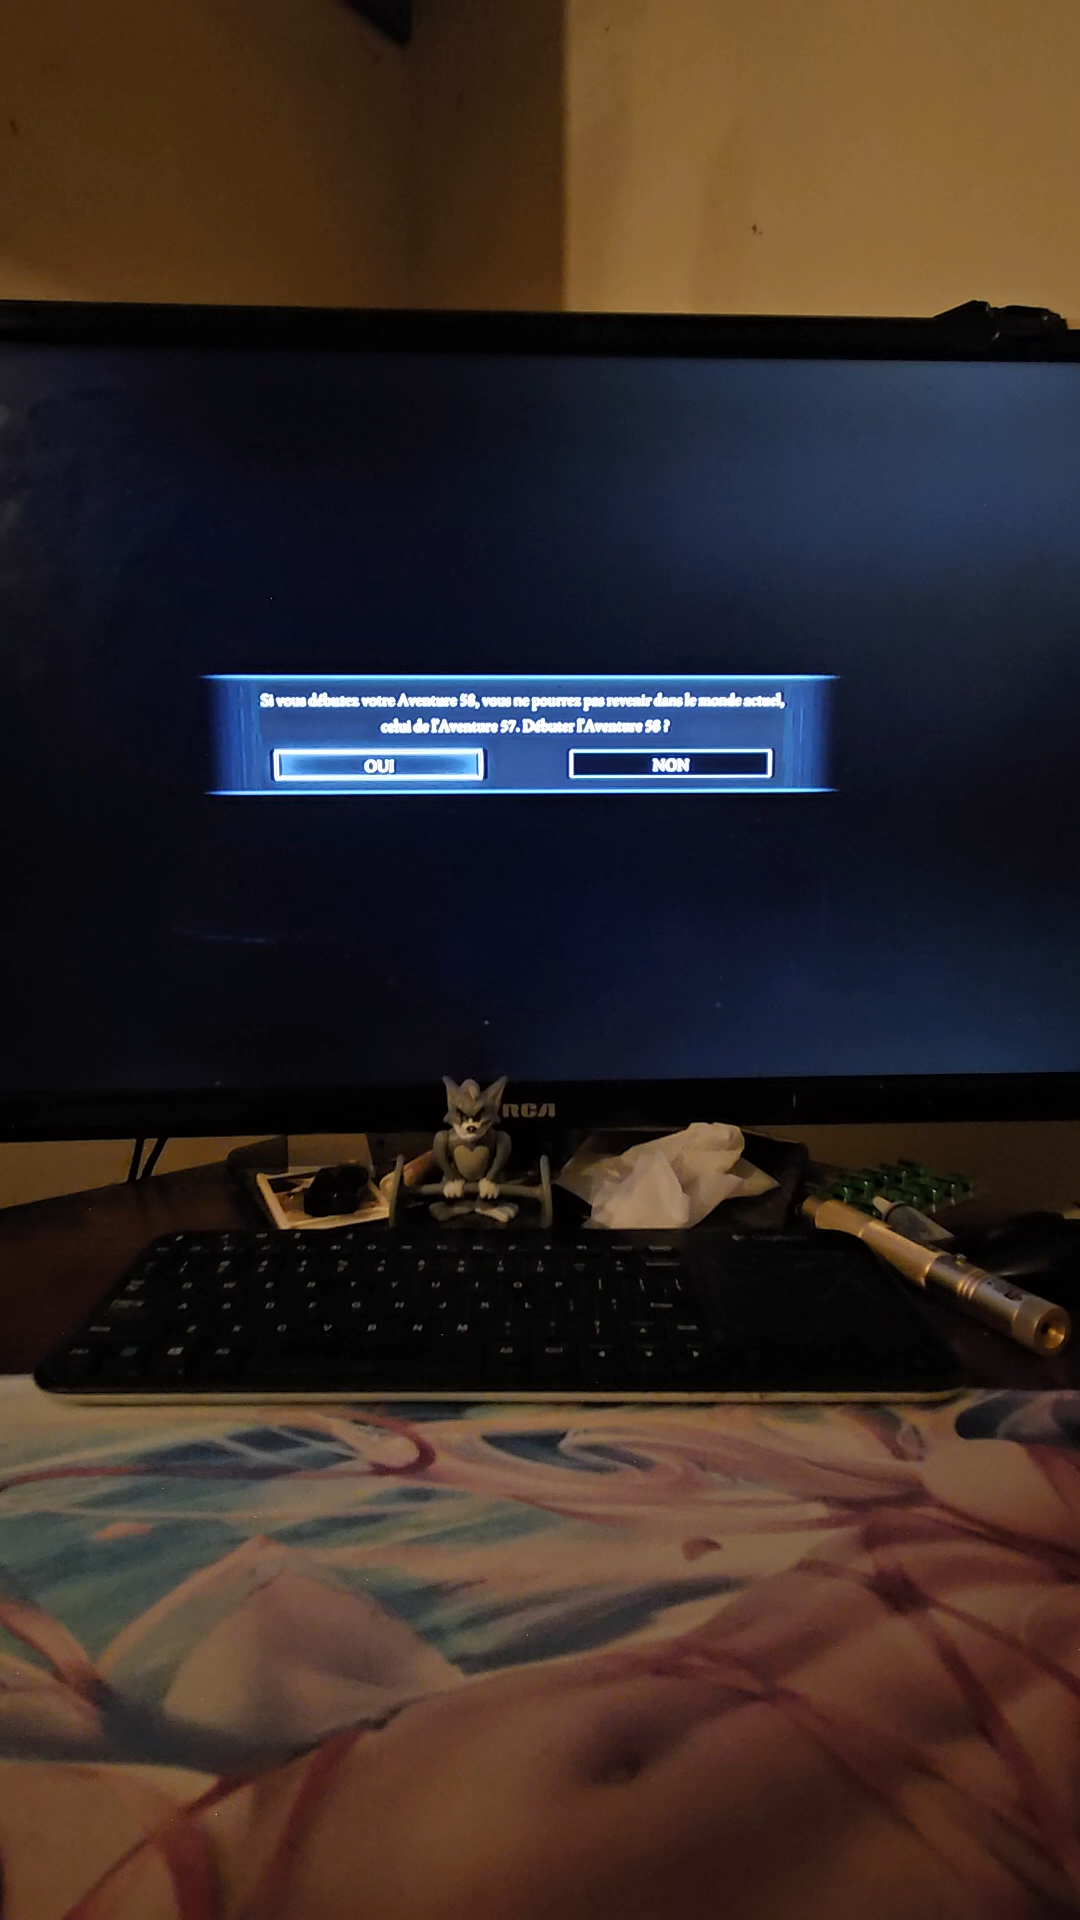 Si vous débutez votre Aventure 58, vous ne pourrez pas revenir dans le monde actuel,
celui de l'Aventure 57. Débuter l'Aventure 58 ?
OUI
NON
RCA
Q W E R T Y U I O P
A S D F G H J K L
Z X C V B N M